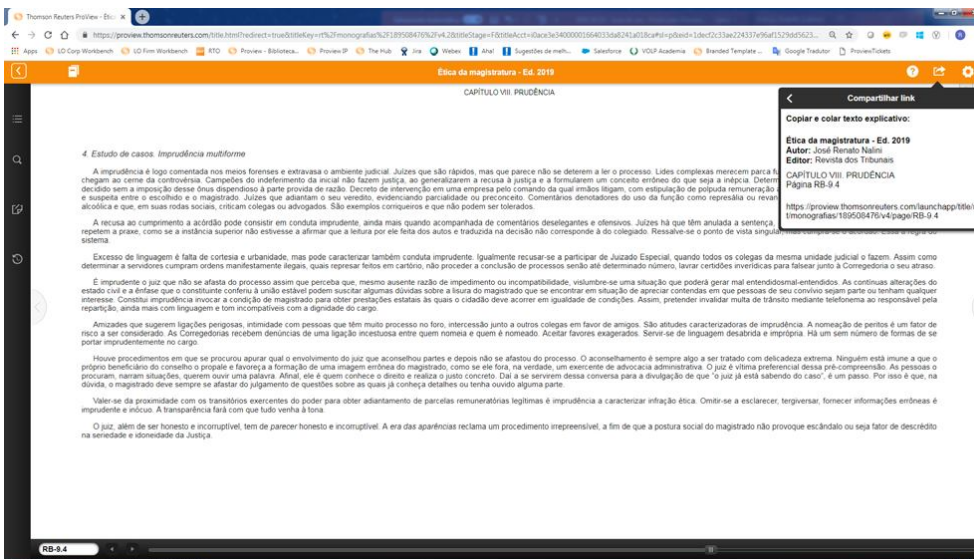 Thomson Reuters ProView - Étic
https://proview.thomsonreuters.com/title.html?redirect=true&titleKey=rt%2Fmonografias%2F189508476%2Fv4.2&titleStage=F&titleAcct=
Apps LO Corp Workbench LO Firm Workbench RTO Proview - Biblioteca... Proview IP The Hub Jira Webex Aha! Sugestões de melh... Salesforce VOLP Academia Branded Template ... Google Tradutor ProviewTickets
Ética da magistratura - Ed. 2019
CAPÍTULO VIII. PRUDÊNCIA
Compartilhar link
Copiar e colar texto explicativo:
Ética da magistratura - Ed. 2019
Autor: José Renato Nalini
Editor: Revista dos Tribunais
CAPÍTULO VIII. PRUDÊNCIA
Página RB-9.4
https://proview.thomsonreuters.com/launchapp/title/
t/monografias/189508476/v4/page/RB-9.4
4. Estudo de casos. Imprudência multiforme
A imprudência é logo comentada nos meios forenses e extravasa o ambiente judicial. Juízes que são rápidos, mas que parece não se deterem a ler o processo. Lides complexas merecem parca
chegam ao cerne da controvérsia. Campeões do indeferimento da inicial não fazem justiça, ao generalizarem a recusa à justiça e a formularem um conceito errôneo do que seja a inépcia.
decidido sem a imposição desse ônus dispendioso à parte provida de razão. Decreto de intervenção em uma empresa pelo comando da qual irmãos litigam, com estipulação de polpuda remuneração
e suspeita entre o escolhido e o magistrado. Juízes que adiantam o seu veredito, evidenciando parcialidade ou preconceito. Comentários denotadores do uso da função como represália ou
alcoólica e que, em suas rodas sociais, criticam colegas ou advogados. São exemplos corriqueiros e que não podem ser tolerados.
A recusa ao cumprimento a acórdão pode consistir em conduta imprudente, ainda mais quando acompanhada de comentários deselegantes e ofensivos. Juízes há que têm anulada a sentença,
repetem a praxe, como se a instância superior não estivesse a afirmar que a leitura por ele feita dos autos e traduzida na decisão não corresponde à do colegiado. Ressalve-se o ponto de vista singular, mas cumpra-se o decidido. Essa a regra do
sistema.
Excesso de linguagem é falta de cortesia e urbanidade, mas pode caracterizar também conduta imprudente. Igualmente recusar-se a participar de Juizado Especial, quando todos os colegas da mesma unidade judicial o fazem. Assim como
determinar a servidores cumpram ordens manifestamente ilegais, quais represar feitos em cartório, não proceder a conclusão de processos senão até determinado número, lavrar certidões inverídicas para falsear junto à Corregedoria o seu atraso.
É imprudente o juiz que não se afasta do processo assim que perceba que, mesmo ausente razão de impedimento ou incompatibilidade, vislumbre-se uma situação que poderá gerar mal entendidosmal-entendidos. As contínuas alterações do
estado civil e a ênfase que o constituinte conferiu à união estável podem suscitar algumas dúvidas sobre a lisura do magistrado que se encontrar em situação de apreciar contendas em que pessoas de seu convívio sejam parte ou tenham qualquer
interesse. Constitui imprudência invocar a condição de magistrado para obter prestações estatais às quais o cidadão deve acorrer em igualdade de condições. Assim, pretender invalidar multa de trânsito mediante telefonema ao responsável pela
repartição, ainda mais com linguagem e tom incompatíveis com a dignidade do cargo.
Amizades que sugerem ligações perigosas, intimidade com pessoas que têm muito processo no foro, intercessão junto a outros colegas em favor de amigos. São atitudes caracterizadoras de imprudência. A nomeação de peritos é um fator de
risco a ser considerado. As Corregedorias recebem denúncias de uma ligação incestuosa entre quem nomeia e quem é nomeado. Aceitar favores exagerados. Servir-se de linguagem desabrida e imprópria. Há um sem número de formas de se
portar imprudentemente no cargo.
Houve procedimentos em que se procurou apurar qual o envolvimento do juiz que aconselhou partes e depois não se afastou do processo. O aconselhamento é sempre algo a ser tratado com delicadeza extrema. Ninguém está imune a que o
próprio beneficiário do conselho o propale e favoreça a formação de uma imagem errônea do magistrado, como se ele fora, na verdade, um exercente de advocacia administrativa. O juiz é vítima preferencial dessa pré-compreensão. As pessoas o
procuram, narram situações, querem ouvir uma palavra. Afinal, ele é quem conhece o direito e realiza o justo concreto. Daí a se servirem dessa conversa para a divulgação de que "o juiz já está sabendo do caso", é um passo. Por isso é que, na
dúvida, o magistrado deve sempre se afastar do julgamento de questões sobre as quais já conheça detalhes ou tenha ouvido alguma parte.
Valer-se da proximidade com os transitórios exercentes do poder para obter adiantamento de parcelas remuneratórias legítimas é imprudência a caracterizar infração ética. Omitir-se a esclarecer, tergiversar, fornecer informações errôneas é
imprudente e inócuo. A transparência fará com que tudo venha à tona.
O juiz, além de ser honesto e incorruptível, tem de parecer honesto e incorruptível. A era das aparências reclama um procedimento irrepreensível, a fim de que a postura social do magistrado não provoque escândalo ou seja fator de descrédito
na seriedade e idoneidade da Justiça.
RB-9.4